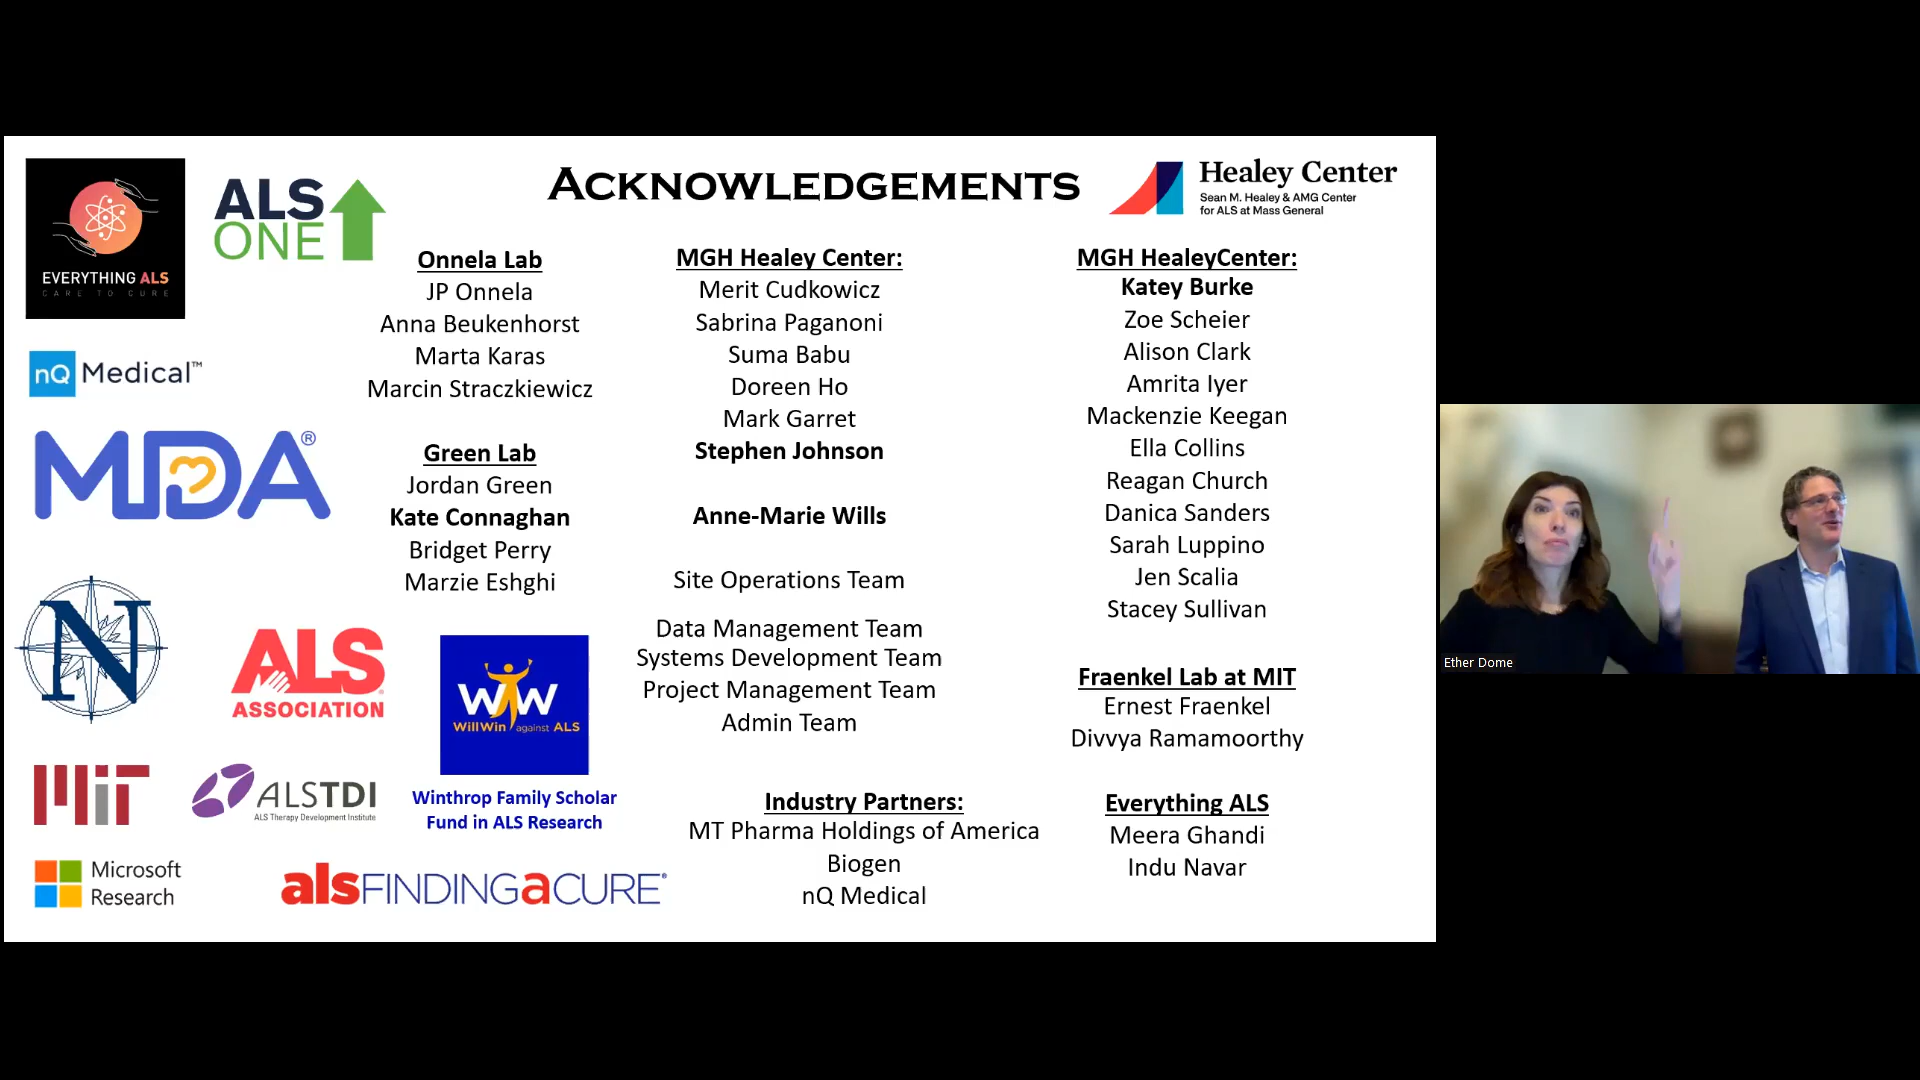 ACKNOWLEDGEMENTS
Healey Center
Sean M. Healey & AMG Center
for ALS at Mass General
EVERYTHING ALS
CARE TO CURE
ALS
ONE
nQ Medical™
MDA®
N
ALS
ASSOCIATION
MIT
ALSTDI
ALS Therapy Development Institute
Microsoft
Research
alsFINDINGaCURE®
WW
WillWin against ALS
Winthrop Family Scholar
Fund in ALS Research
Onnela Lab
JP Onnela
Anna Beukenhorst
Marta Karas
Marcin Straczkiewicz
Green Lab
Jordan Green
Kate Connaghan
Bridget Perry
Marzie Eshghi
MGH Healey Center:
Merit Cudkowicz
Sabrina Paganoni
Suma Babu
Doreen Ho
Mark Garret
Stephen Johnson
Anne-Marie Wills
Site Operations Team
Data Management Team
Systems Development Team
Project Management Team
Admin Team
Industry Partners:
MT Pharma Holdings of America
Biogen
nQ Medical
MGH HealeyCenter:
Katey Burke
Zoe Scheier
Alison Clark
Amrita Iyer
Mackenzie Keegan
Ella Collins
Reagan Church
Danica Sanders
Sarah Luppino
Jen Scalia
Stacey Sullivan
Fraenkel Lab at MIT
Ernest Fraenkel
Divvya Ramamoorthy
Everything ALS
Meera Ghandi
Indu Navar
Ether Dome